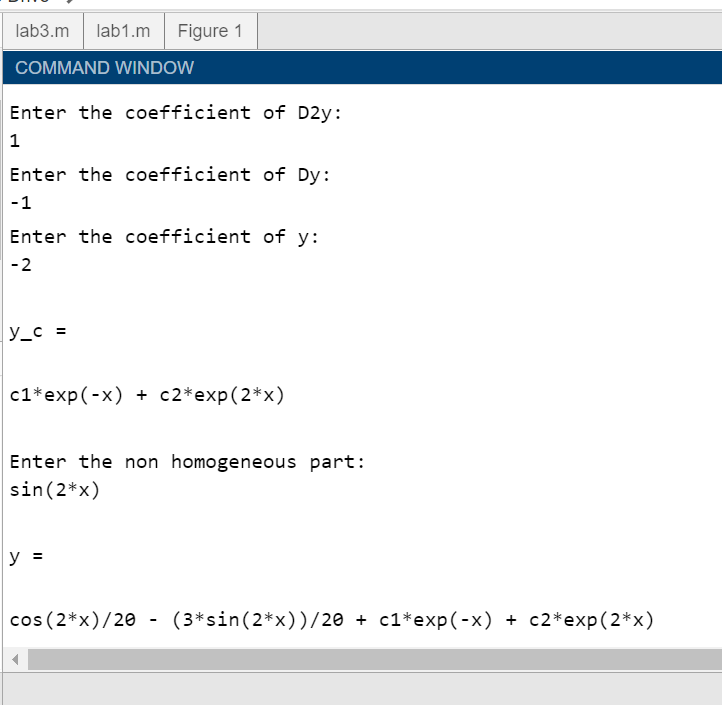 lab3.m lab1.m Figure 1
COMMAND WINDOW
Enter the coefficient of D2y:
1
Enter the coefficient of Dy:
-1
Enter the coefficient of y:
-2
y_c =
c1*exp(-x) + c2*exp(2*x)
Enter the non homogeneous part:
sin(2*x)
y =
cos(2*x)/20 - (3*sin(2*x))/20 + c1*exp(-x) + c2*exp(2*x)